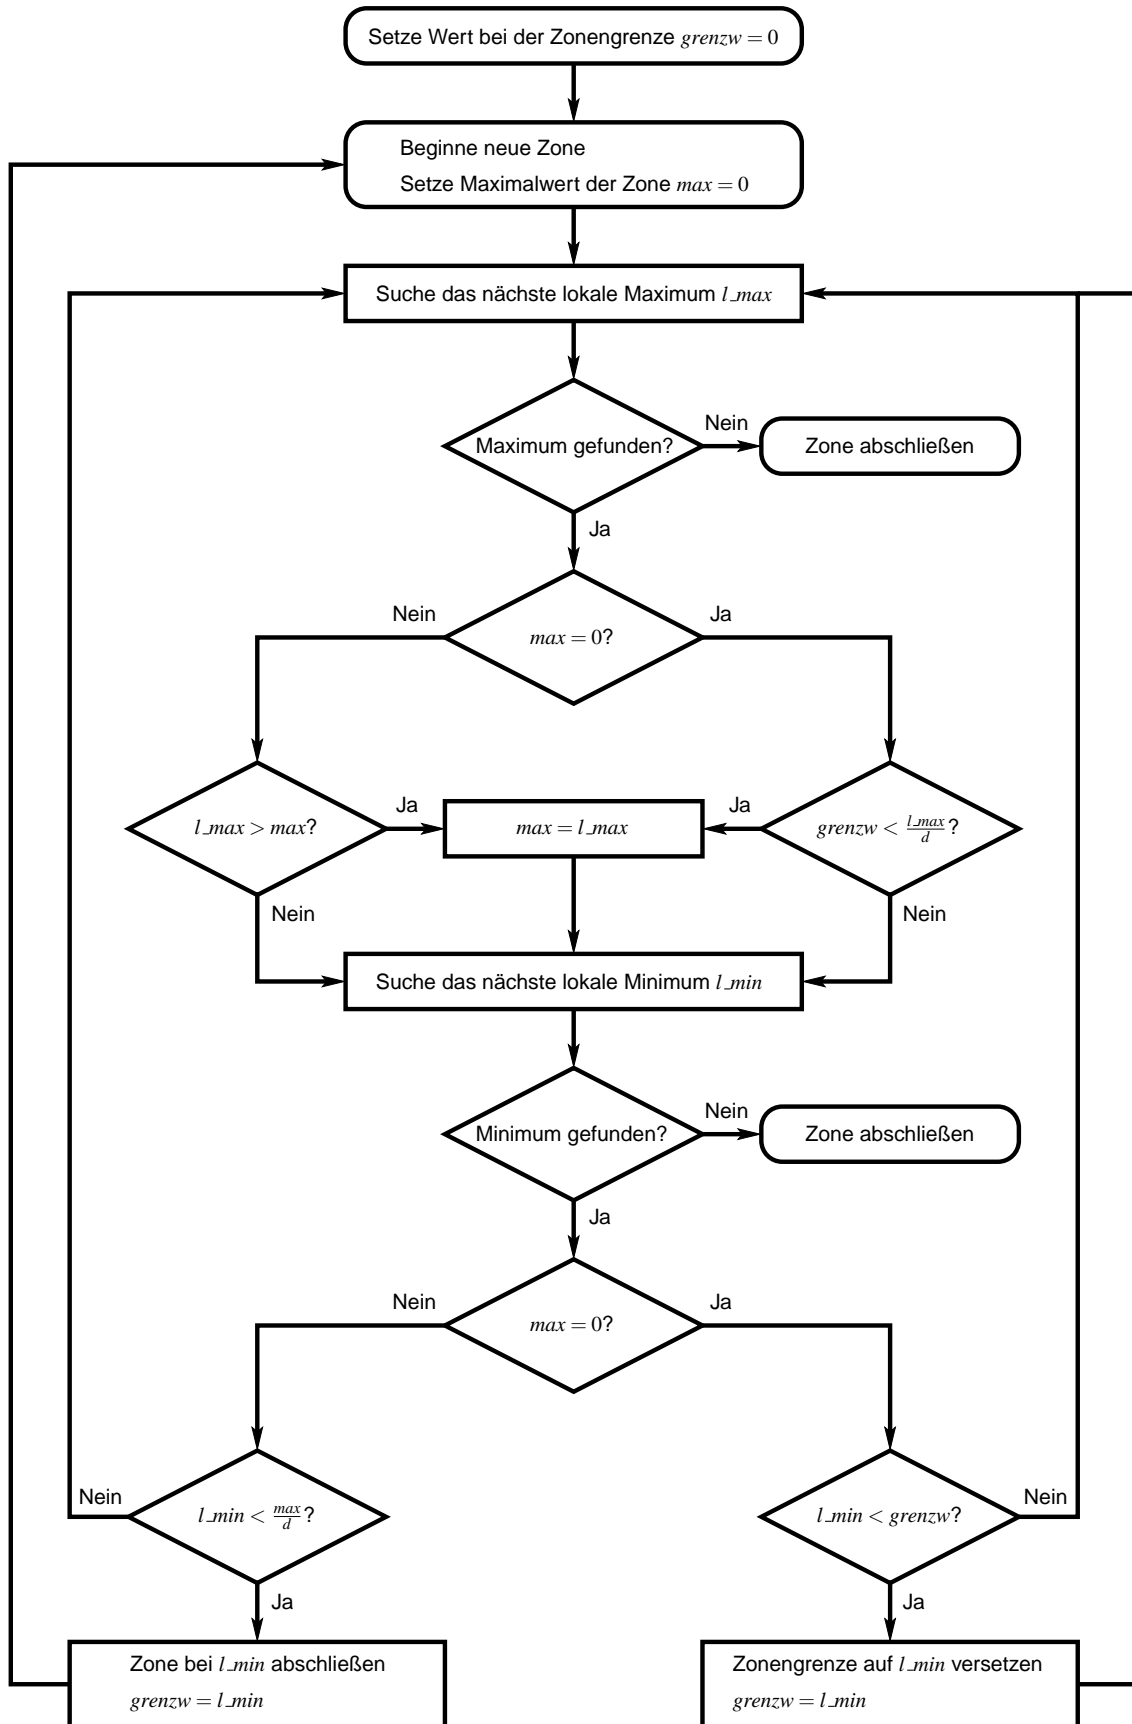 Setze Wert bei der Zonengrenze grenzw = 0
Beginne neue Zone
Setze Maximalwert der Zone max = 0
Suche das nächste lokale Maximum l_max
Maximum gefunden?
Nein
Zone abschließen
Ja
Nein
max = 0?
Ja
l_max > max?
Ja
max = l_max
Ja
grenzw < l_max/d?
Nein
Nein
Suche das nächste lokale Minimum l_min
Minimum gefunden?
Nein
Zone abschließen
Ja
Nein
max = 0?
Ja
Nein
l_min < max/d?
l_min < grenzw?
Nein
Ja
Ja
Zone bei l_min abschließen
grenzw = l_min
Zonengrenze auf l_min versetzen
grenzw = l_min